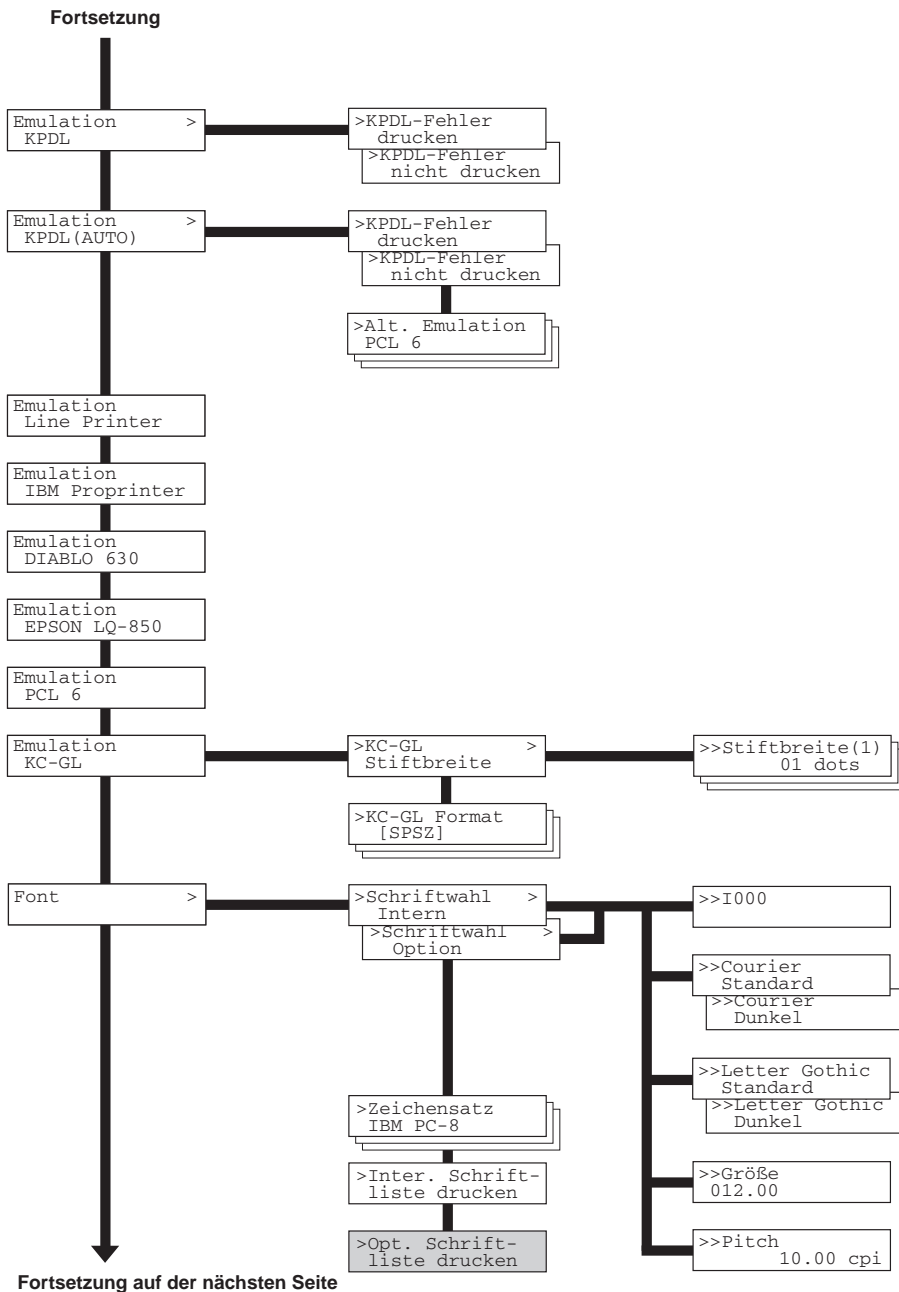 Fortsetzung
Emulation >
KPDL
>KPDL-Fehler
drucken
>KPDL-Fehler
nicht drucken
Emulation >
KPDL(AUTO)
>KPDL-Fehler
drucken
>KPDL-Fehler
nicht drucken
>Alt. Emulation
PCL 6
Emulation
Line Printer
Emulation
IBM Proprinter
Emulation
DIABLO 630
Emulation
EPSON LQ-850
Emulation
PCL 6
Emulation
KC-GL
>KC-GL >
Stiftbreite
>>Stiftbreite(1)
01 dots
>KC-GL Format
[SPSZ]
Font >
>Schriftwahl >
Intern
>Schriftwahl >
Option
>>I000
>>Courier
Standard
>>Courier
Dunkel
>>Letter Gothic
Standard
>>Letter Gothic
Dunkel
>Zeichensatz
IBM PC-8
>Inter. Schrift-
liste drucken
>>Größe
012.00
>Opt. Schrift-
liste drucken
>>Pitch
10.00 cpi
Fortsetzung auf der nächsten Seite